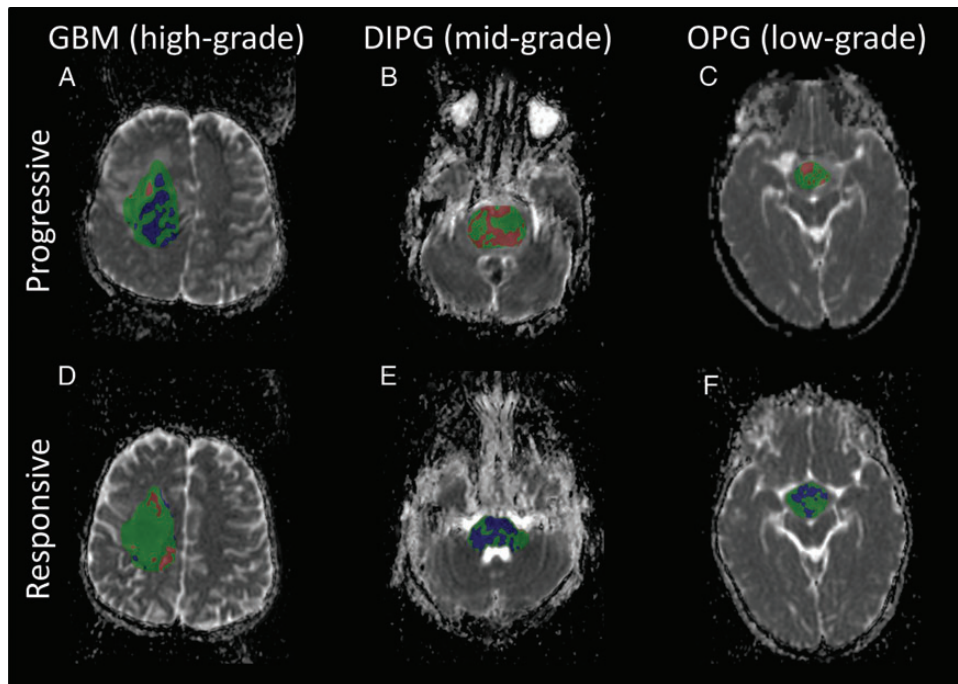 GBM (high-grade) DIPG (mid-grade) OPG (low-grade)
A B C
Progressive
D E F
Responsive